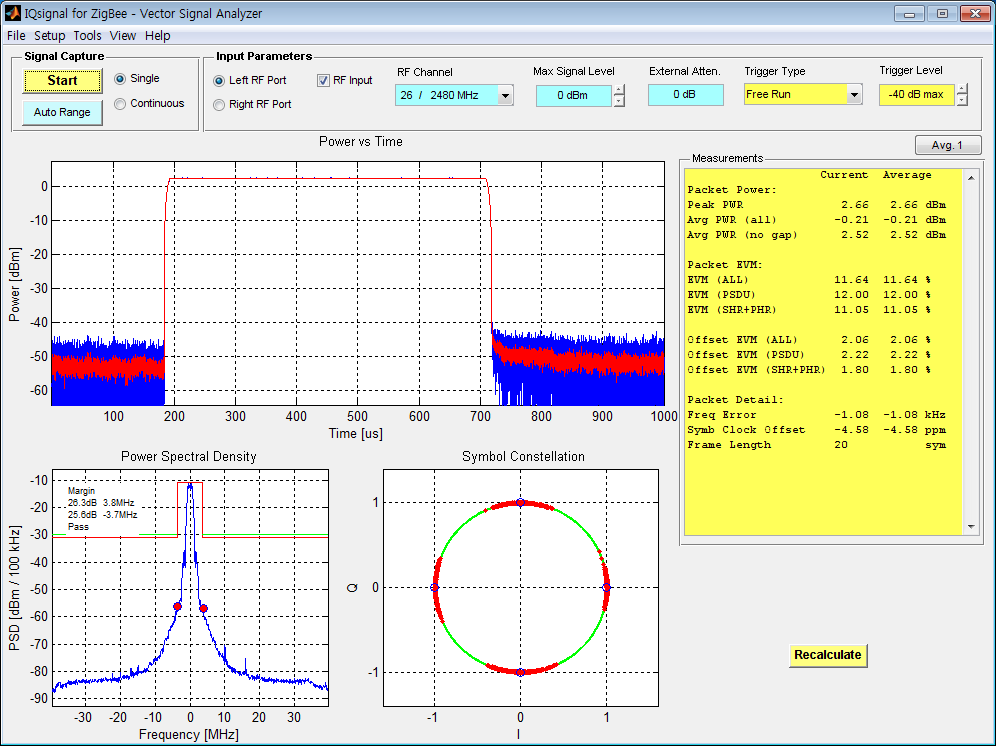 IQsignal for ZigBee - Vector Signal Analyzer
File Setup Tools View Help
Signal Capture
Start
Auto Range
Single
Continuous
Input Parameters
Left RF Port
Right RF Port
RF Input
RF Channel
26 / 2480 MHz
Max Signal Level
0 dBm
External Atten.
0 dB
Trigger Type
Free Run
Trigger Level
-40 dB max
Avg. 1
Power vs Time
Power [dBm]
0
-10
-20
-30
-40
-50
-60
100 200 300 400 500 600 700 800 900 1000
Time [us]
Measurements
Current Average
Packet Power:
Peak PWR 2.66 2.66 dBm
Avg PWR (all) -0.21 -0.21 dBm
Avg PWR (no gap) 2.52 2.52 dBm
Packet EVM:
EVM (ALL) 11.64 11.64 %
EVM (PSDU) 12.00 12.00 %
EVM (SHR+PHR) 11.05 11.05 %
Offset EVM (ALL) 2.06 2.06 %
Offset EVM (PSDU) 2.22 2.22 %
Offset EVM (SHR+PHR) 1.80 1.80 %
Packet Detail:
Freq Error -1.08 -1.08 kHz
Symb Clock Offset -4.58 -4.58 ppm
Frame Length 20 sym
Power Spectral Density
PSD [dBm / 100 kHz]
-10
-20
-30
-40
-50
-60
-70
-80
-90
Margin
26.3dB 3.8MHz
25.6dB -3.7MHz
Pass
-30 -20 -10 0 10 20 30
Frequency [MHz]
Symbol Constellation
Q
1
0
-1
-1 0 1
I
Recalculate